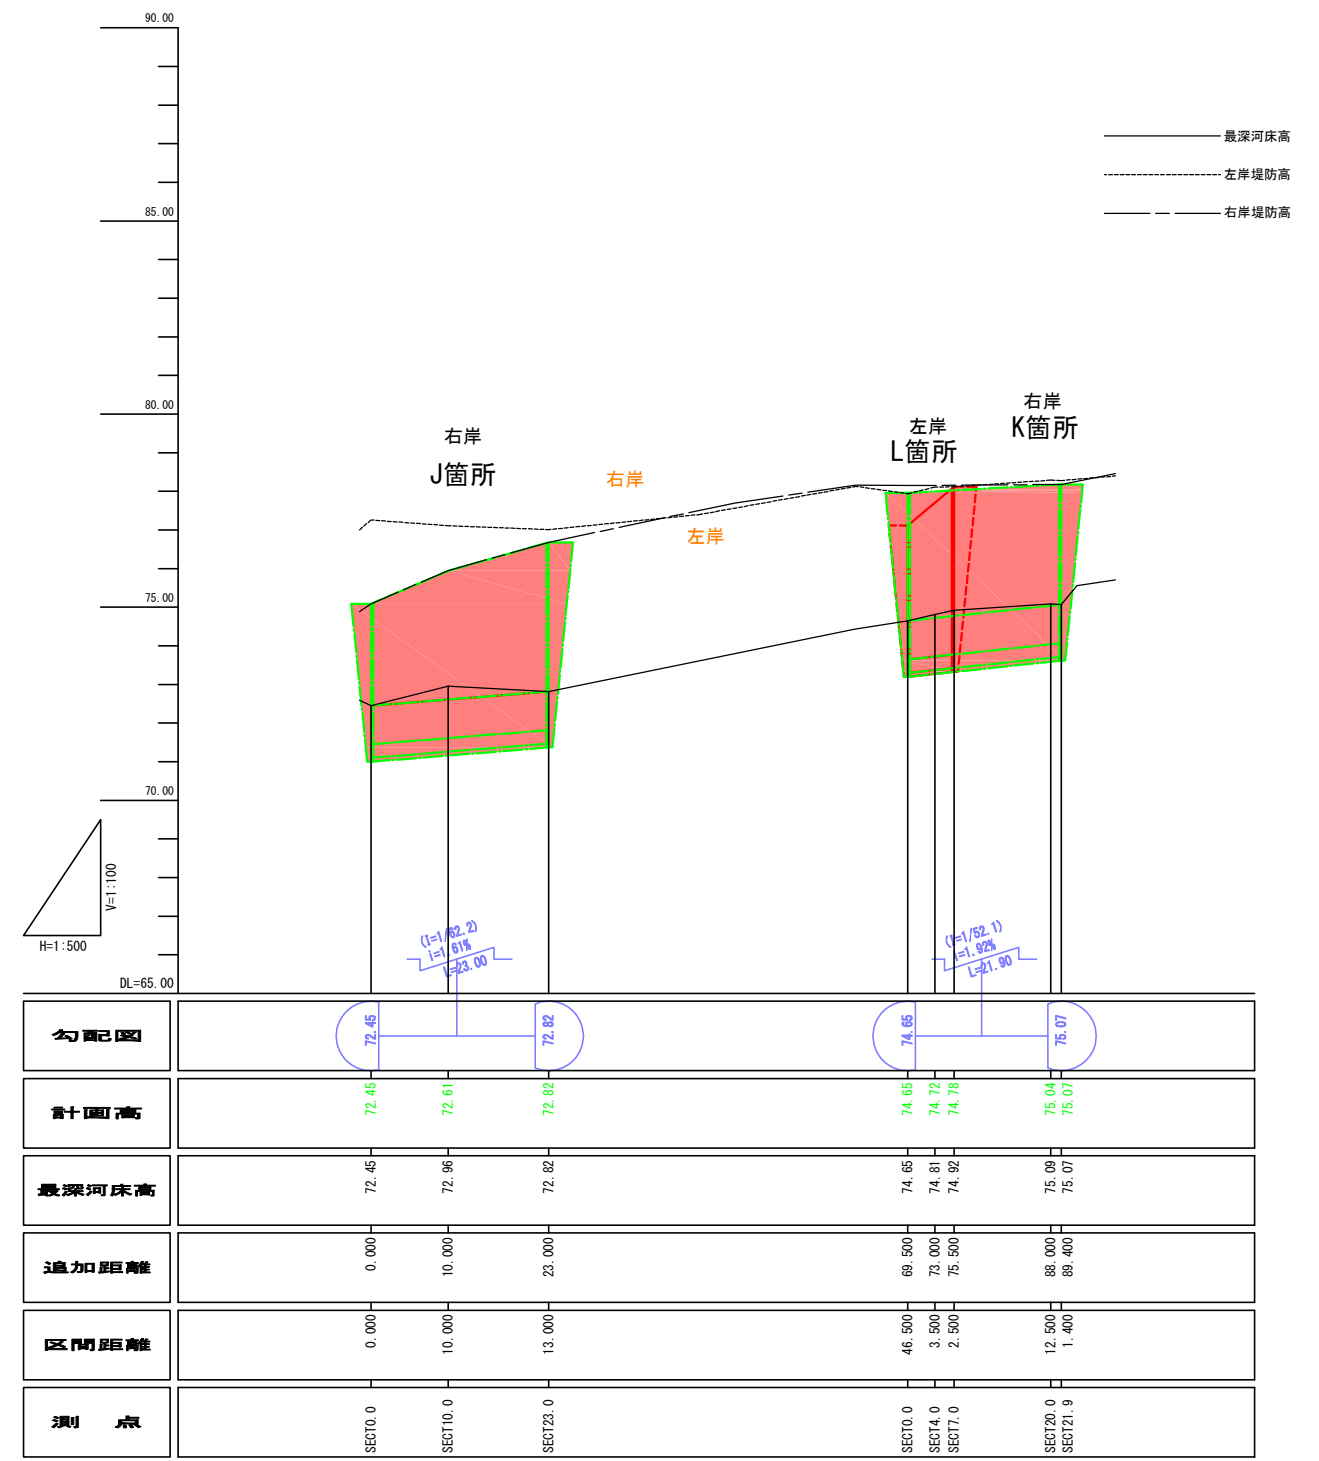 90.00
85.00
80.00
75.00
70.00
DL=65.00
最深河床高
左岸堤防高
右岸堤防高
右岸
J箇所
右岸
左岸
左岸
L箇所
右岸
K箇所
V=1:100
H=1:500
(I=1/62.2)
i=1.61%
L=23.00
(I=1/52.1)
i=1.92%
L=21.90
勾配図
72.45
72.82
74.65
75.07
計画高
72.45
72.61
72.82
74.65
74.72
74.78
75.04
75.07
最深河床高
72.45
72.96
72.82
74.65
74.81
74.92
75.09
75.07
追加距離
0.000
10.000
23.000
69.500
73.000
75.500
88.000
89.400
区間距離
0.000
10.000
13.000
46.500
3.500
2.500
12.500
1.400
測 点
SECT0.0
SECT10.0
SECT23.0
SECT0.0
SECT4.0
SECT7.0
SECT20.0
SECT21.9